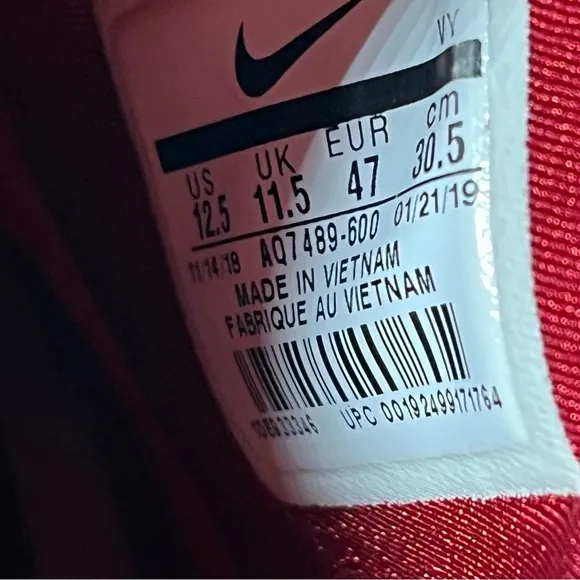 VY
US UK EUR cm
12.5 11.5 47 30.5
11/14/18 AQ7489-600 01/21/19
MADE IN VIETNAM
FABRIQUE AU VIETNAM
UPC 00192499171764